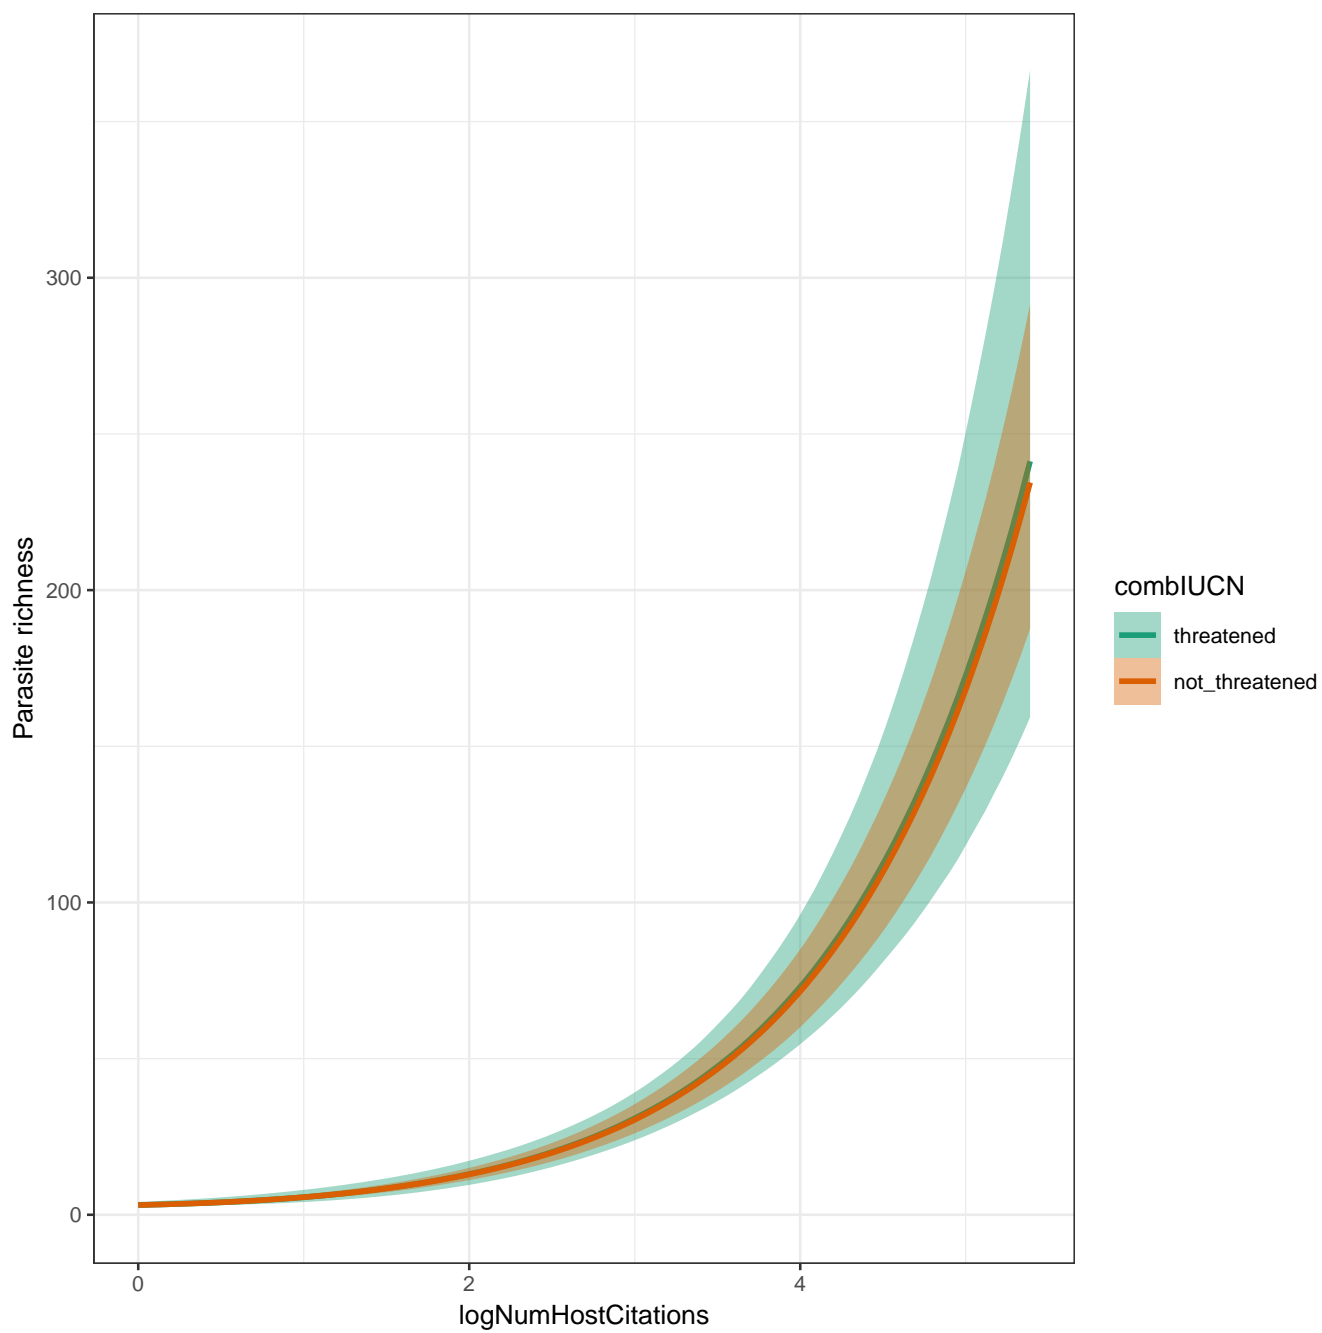 300
200
100
0
0
2
4
logNumHostCitations
Parasite richness
combIUCN
threatened
not_threatened